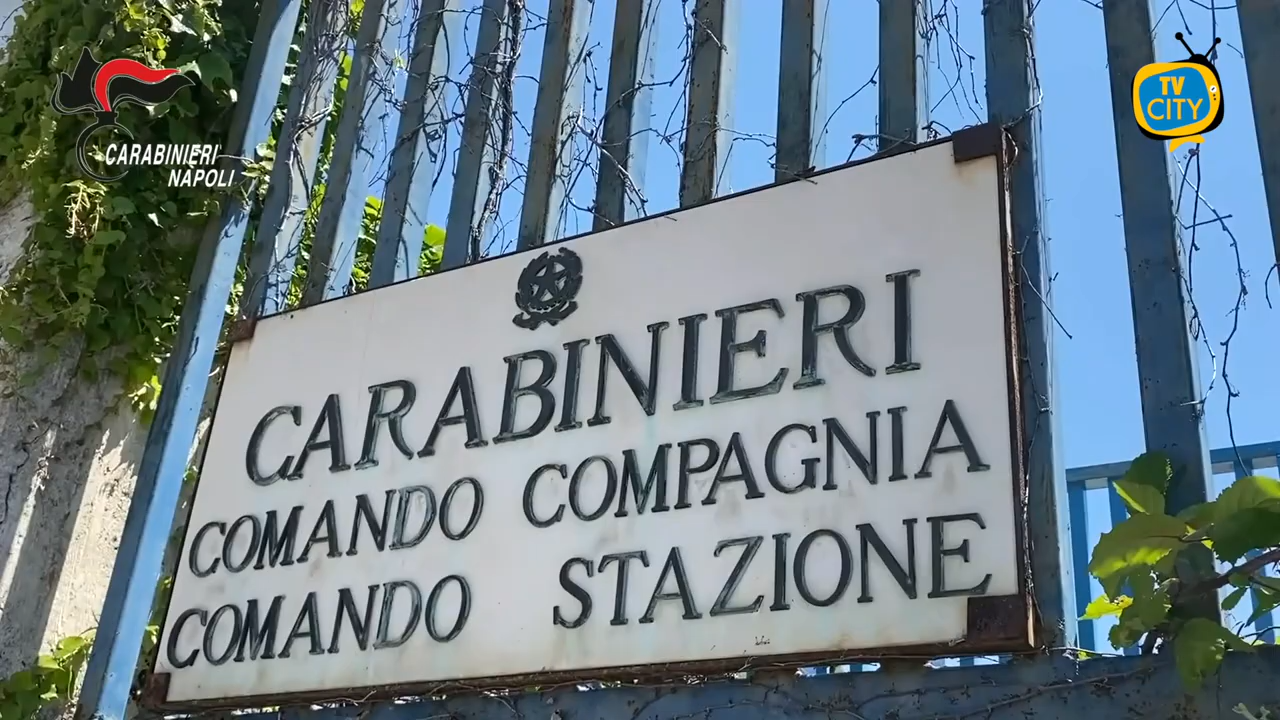 CARABINIERI
NAPOLI
TV
CITY
CARABINIERI
COMANDO COMPAGNIA
COMANDO STAZIONE